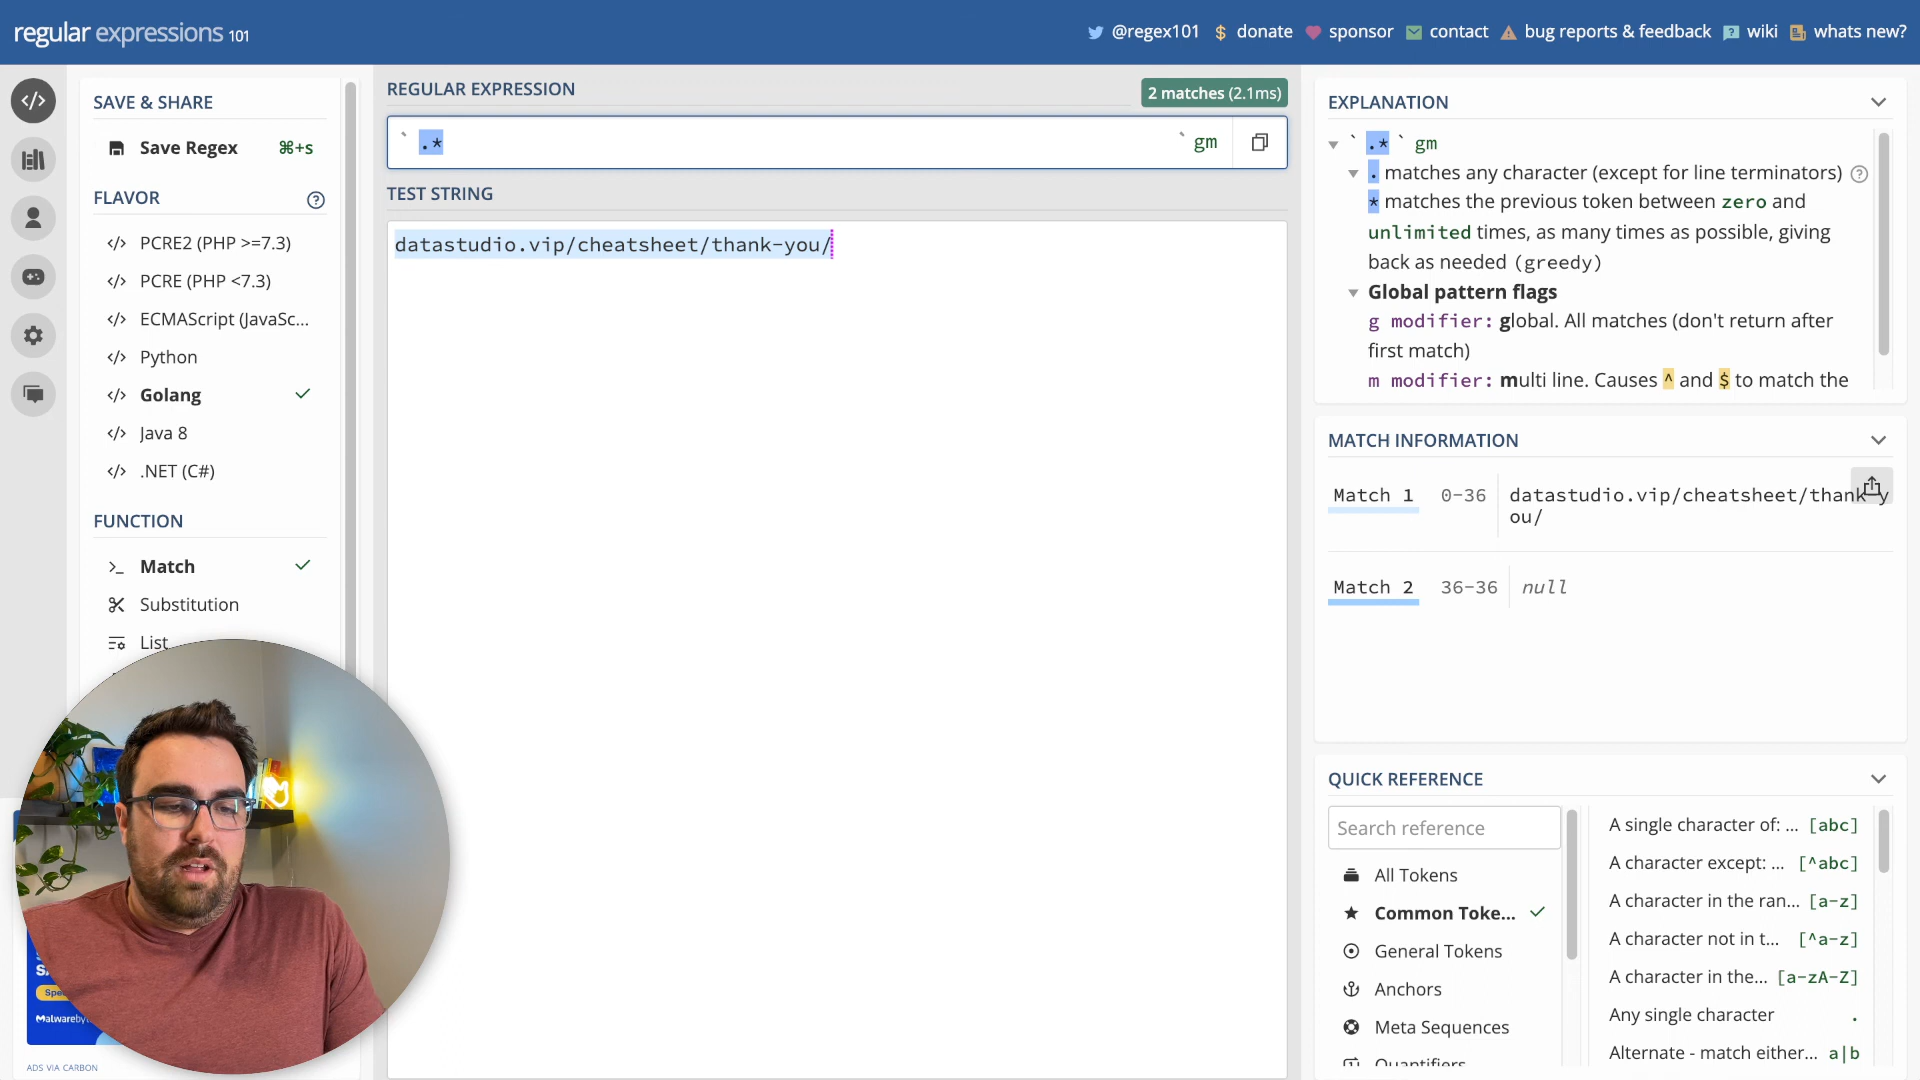 regular expressions 101
@regex101
$ donate
sponsor
contact
bug reports & feedback
wiki
whats new?
SAVE & SHARE
Save Regex ⌘+s
FLAVOR
</> PCRE2 (PHP >=7.3)
</> PCRE (PHP <7.3)
</> ECMAScript (JavaSc...
</> Python
</> Golang
</> Java 8
</> .NET (C#)
FUNCTION
>_ Match
Substitution
List
Spe
Malwareby
ADS VIA CARBON
REGULAR EXPRESSION
2 matches (2.1ms)
` .* ` gm
TEST STRING
datastudio.vip/cheatsheet/thank-you/
EXPLANATION
` .* ` gm
. matches any character (except for line terminators)
* matches the previous token between zero and
unlimited times, as many times as possible, giving
back as needed (greedy)
Global pattern flags
g modifier: global. All matches (don't return after
first match)
m modifier: multi line. Causes ^ and $ to match the
MATCH INFORMATION
Match 1 0-36 datastudio.vip/cheatsheet/thank-y
ou/
Match 2 36-36 null
QUICK REFERENCE
Search reference
All Tokens
Common Toke...
General Tokens
Anchors
Meta Sequences
Quantifiers
A single character of: ... [abc]
A character except: ... [^abc]
A character in the ran... [a-z]
A character not in t... [^a-z]
A character in the... [a-zA-Z]
Any single character .
Alternate - match either... a|b